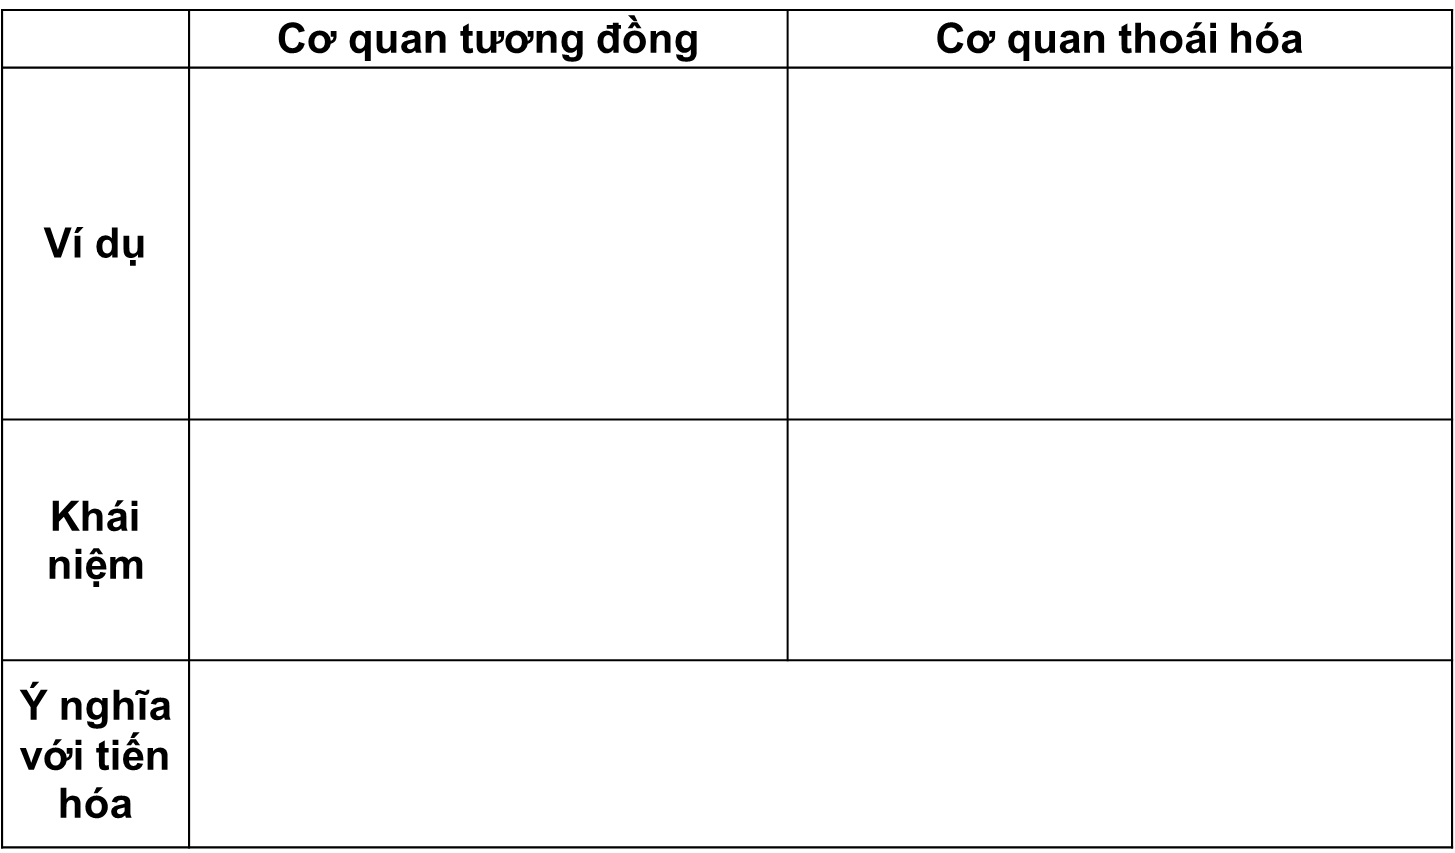 Cơ quan tương đồng
Cơ quan thoái hóa
Ví dụ
Khái
niệm
Ý nghĩa
với tiến
hóa